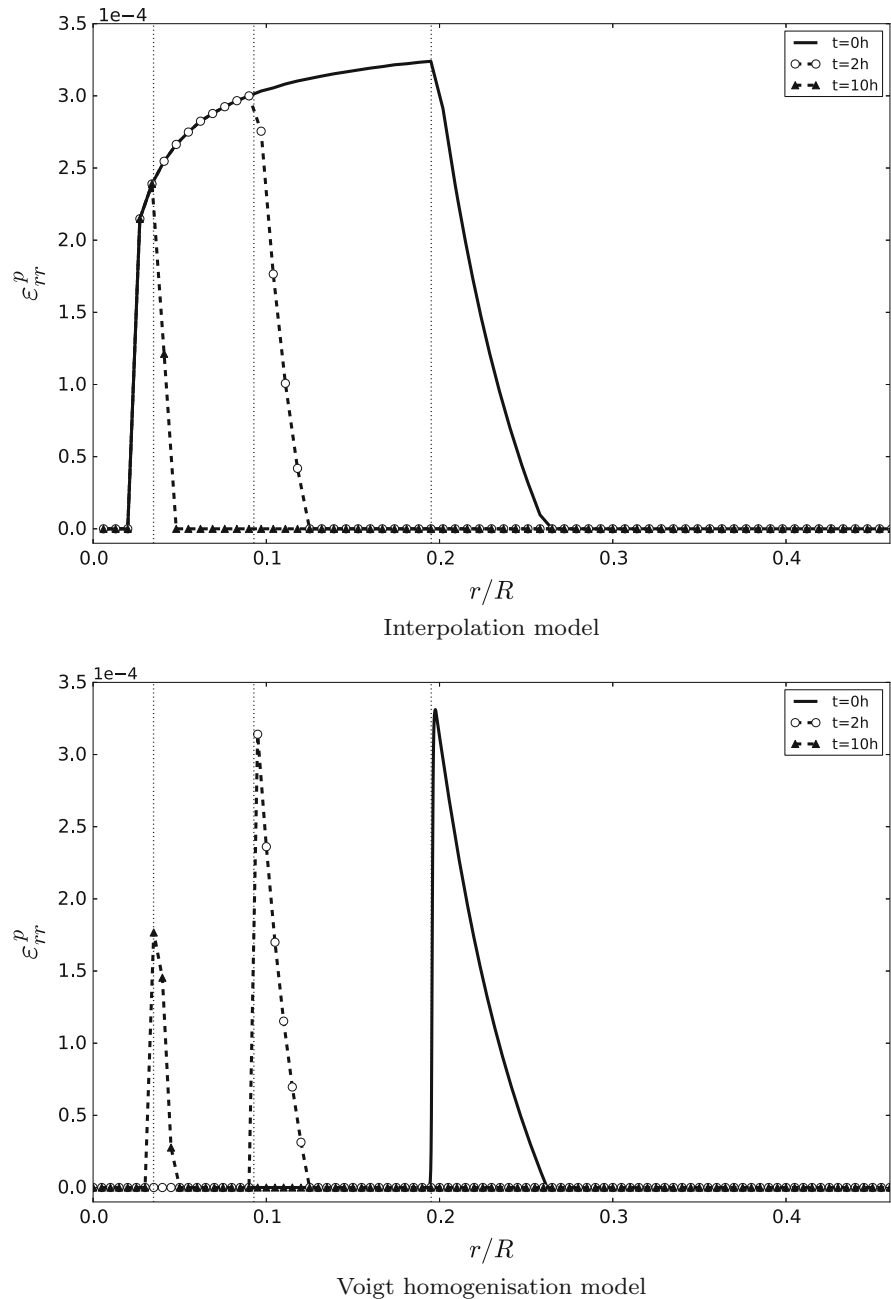 1e−4
3.5
3.0
2.5
2.0
1.5
1.0
0.5
0.0
ε^p_rr
t=0h
t=2h
t=10h
0.0 0.1 0.2 0.3 0.4
r/R
Interpolation model
1e−4
3.5
3.0
2.5
2.0
1.5
1.0
0.5
0.0
ε^p_rr
t=0h
t=2h
t=10h
0.0 0.1 0.2 0.3 0.4
r/R
Voigt homogenisation model